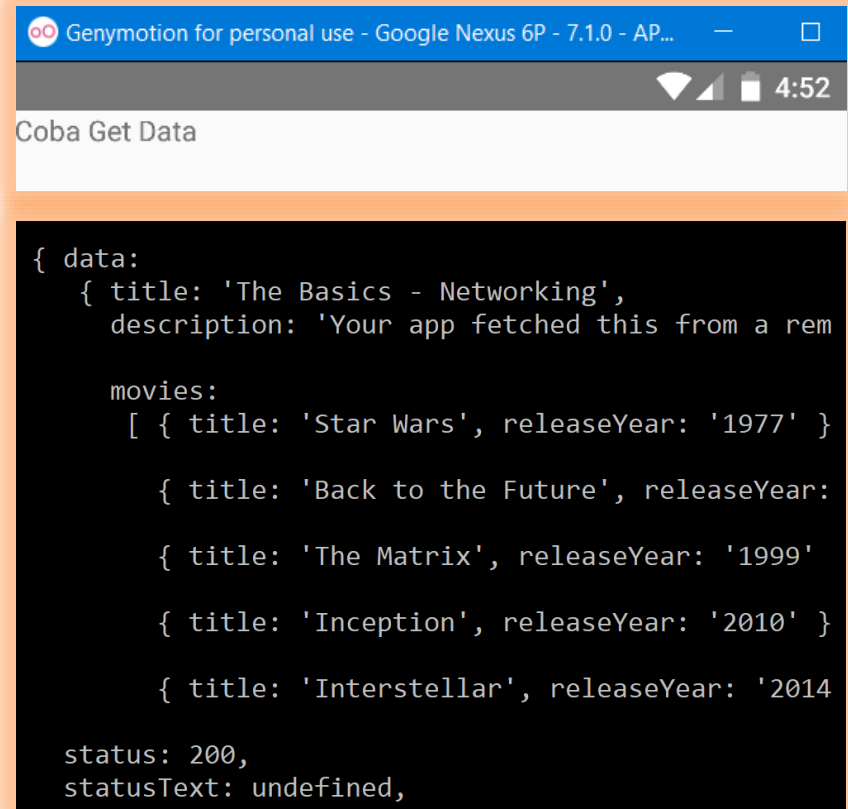 Genymotion for personal use - Google Nexus 6P - 7.1.0 - AP...
4:52
Coba Get Data
{ data:
{ title: 'The Basics - Networking',
description: 'Your app fetched this from a rem
movies:
[ { title: 'Star Wars', releaseYear: '1977' }
{ title: 'Back to the Future', releaseYear:
{ title: 'The Matrix', releaseYear: '1999'
{ title: 'Inception', releaseYear: '2010' }
{ title: 'Interstellar', releaseYear: '2014
status: 200,
statusText: undefined,